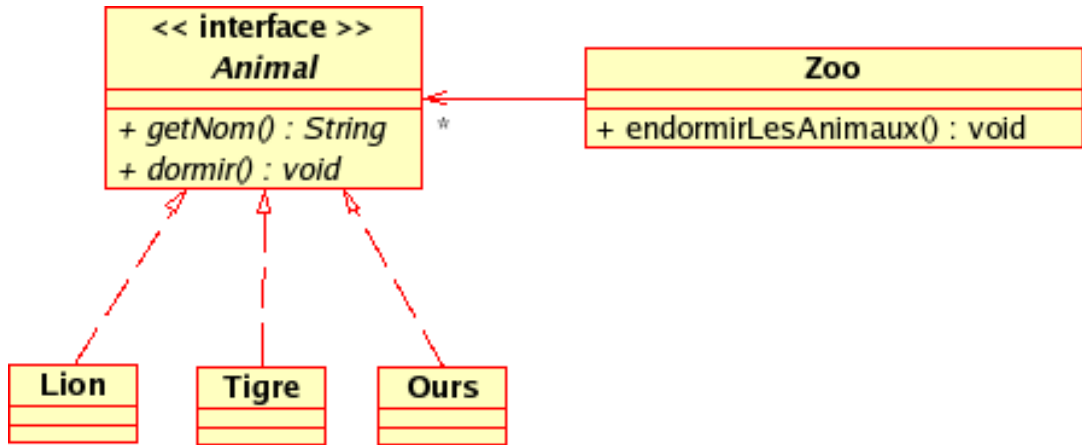 << interface >>
Animal
+ getNom() : String
+ dormir() : void
*
Zoo
+ endormirLesAnimaux() : void
Lion
Tigre
Ours